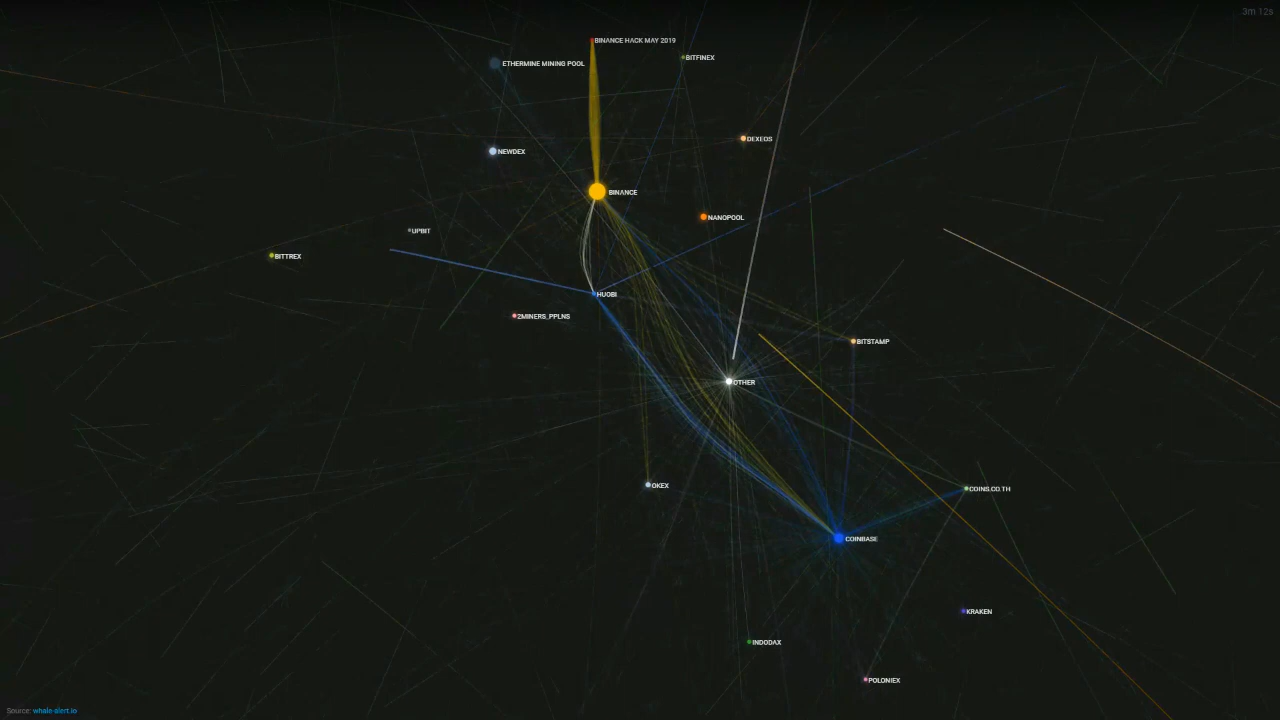 3m 12s
BINANCE HACK MAY 2019
BITFINEX
ETHERMINE MINING POOL
DEXEOS
NEWDEX
BINANCE
NANOPOOL
UPBIT
BITTREX
HUOBI
2MINERS_PPLNS
BITSTAMP
OTHER
OKEX
COINS.CO.TH
COINBASE
KRAKEN
INDODAX
POLONIEX
Source: whale-alert.io